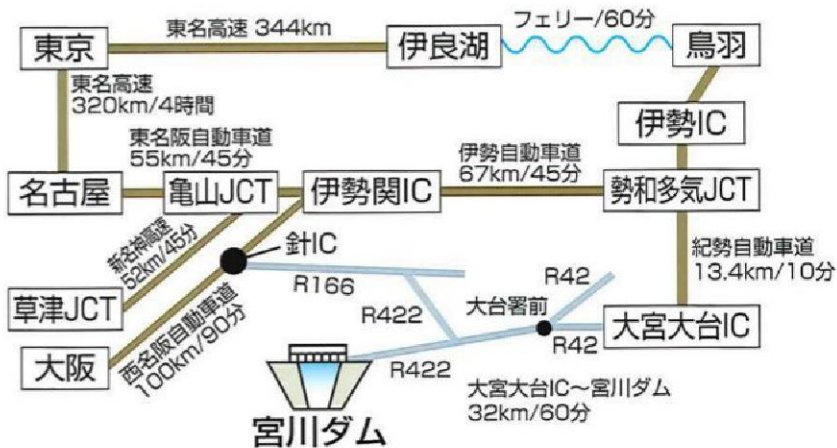 東名高速 344km
フェリー/60分
東京
伊良湖
鳥羽
東名高速
320km/4時間
伊勢IC
東名阪自動車道
55km/45分
伊勢自動車道
67km/45分
名古屋
亀山JCT
伊勢関IC
勢和多気JCT
新名神高速
52km/45分
針IC
紀勢自動車道
13.4km/10分
R166
R42
草津JCT
西名阪自動車道
100km/90分
R422
大台署前
大宮大台IC
R42
大阪
R422
大宮大台IC〜宮川ダム
32km/60分
宮川ダム